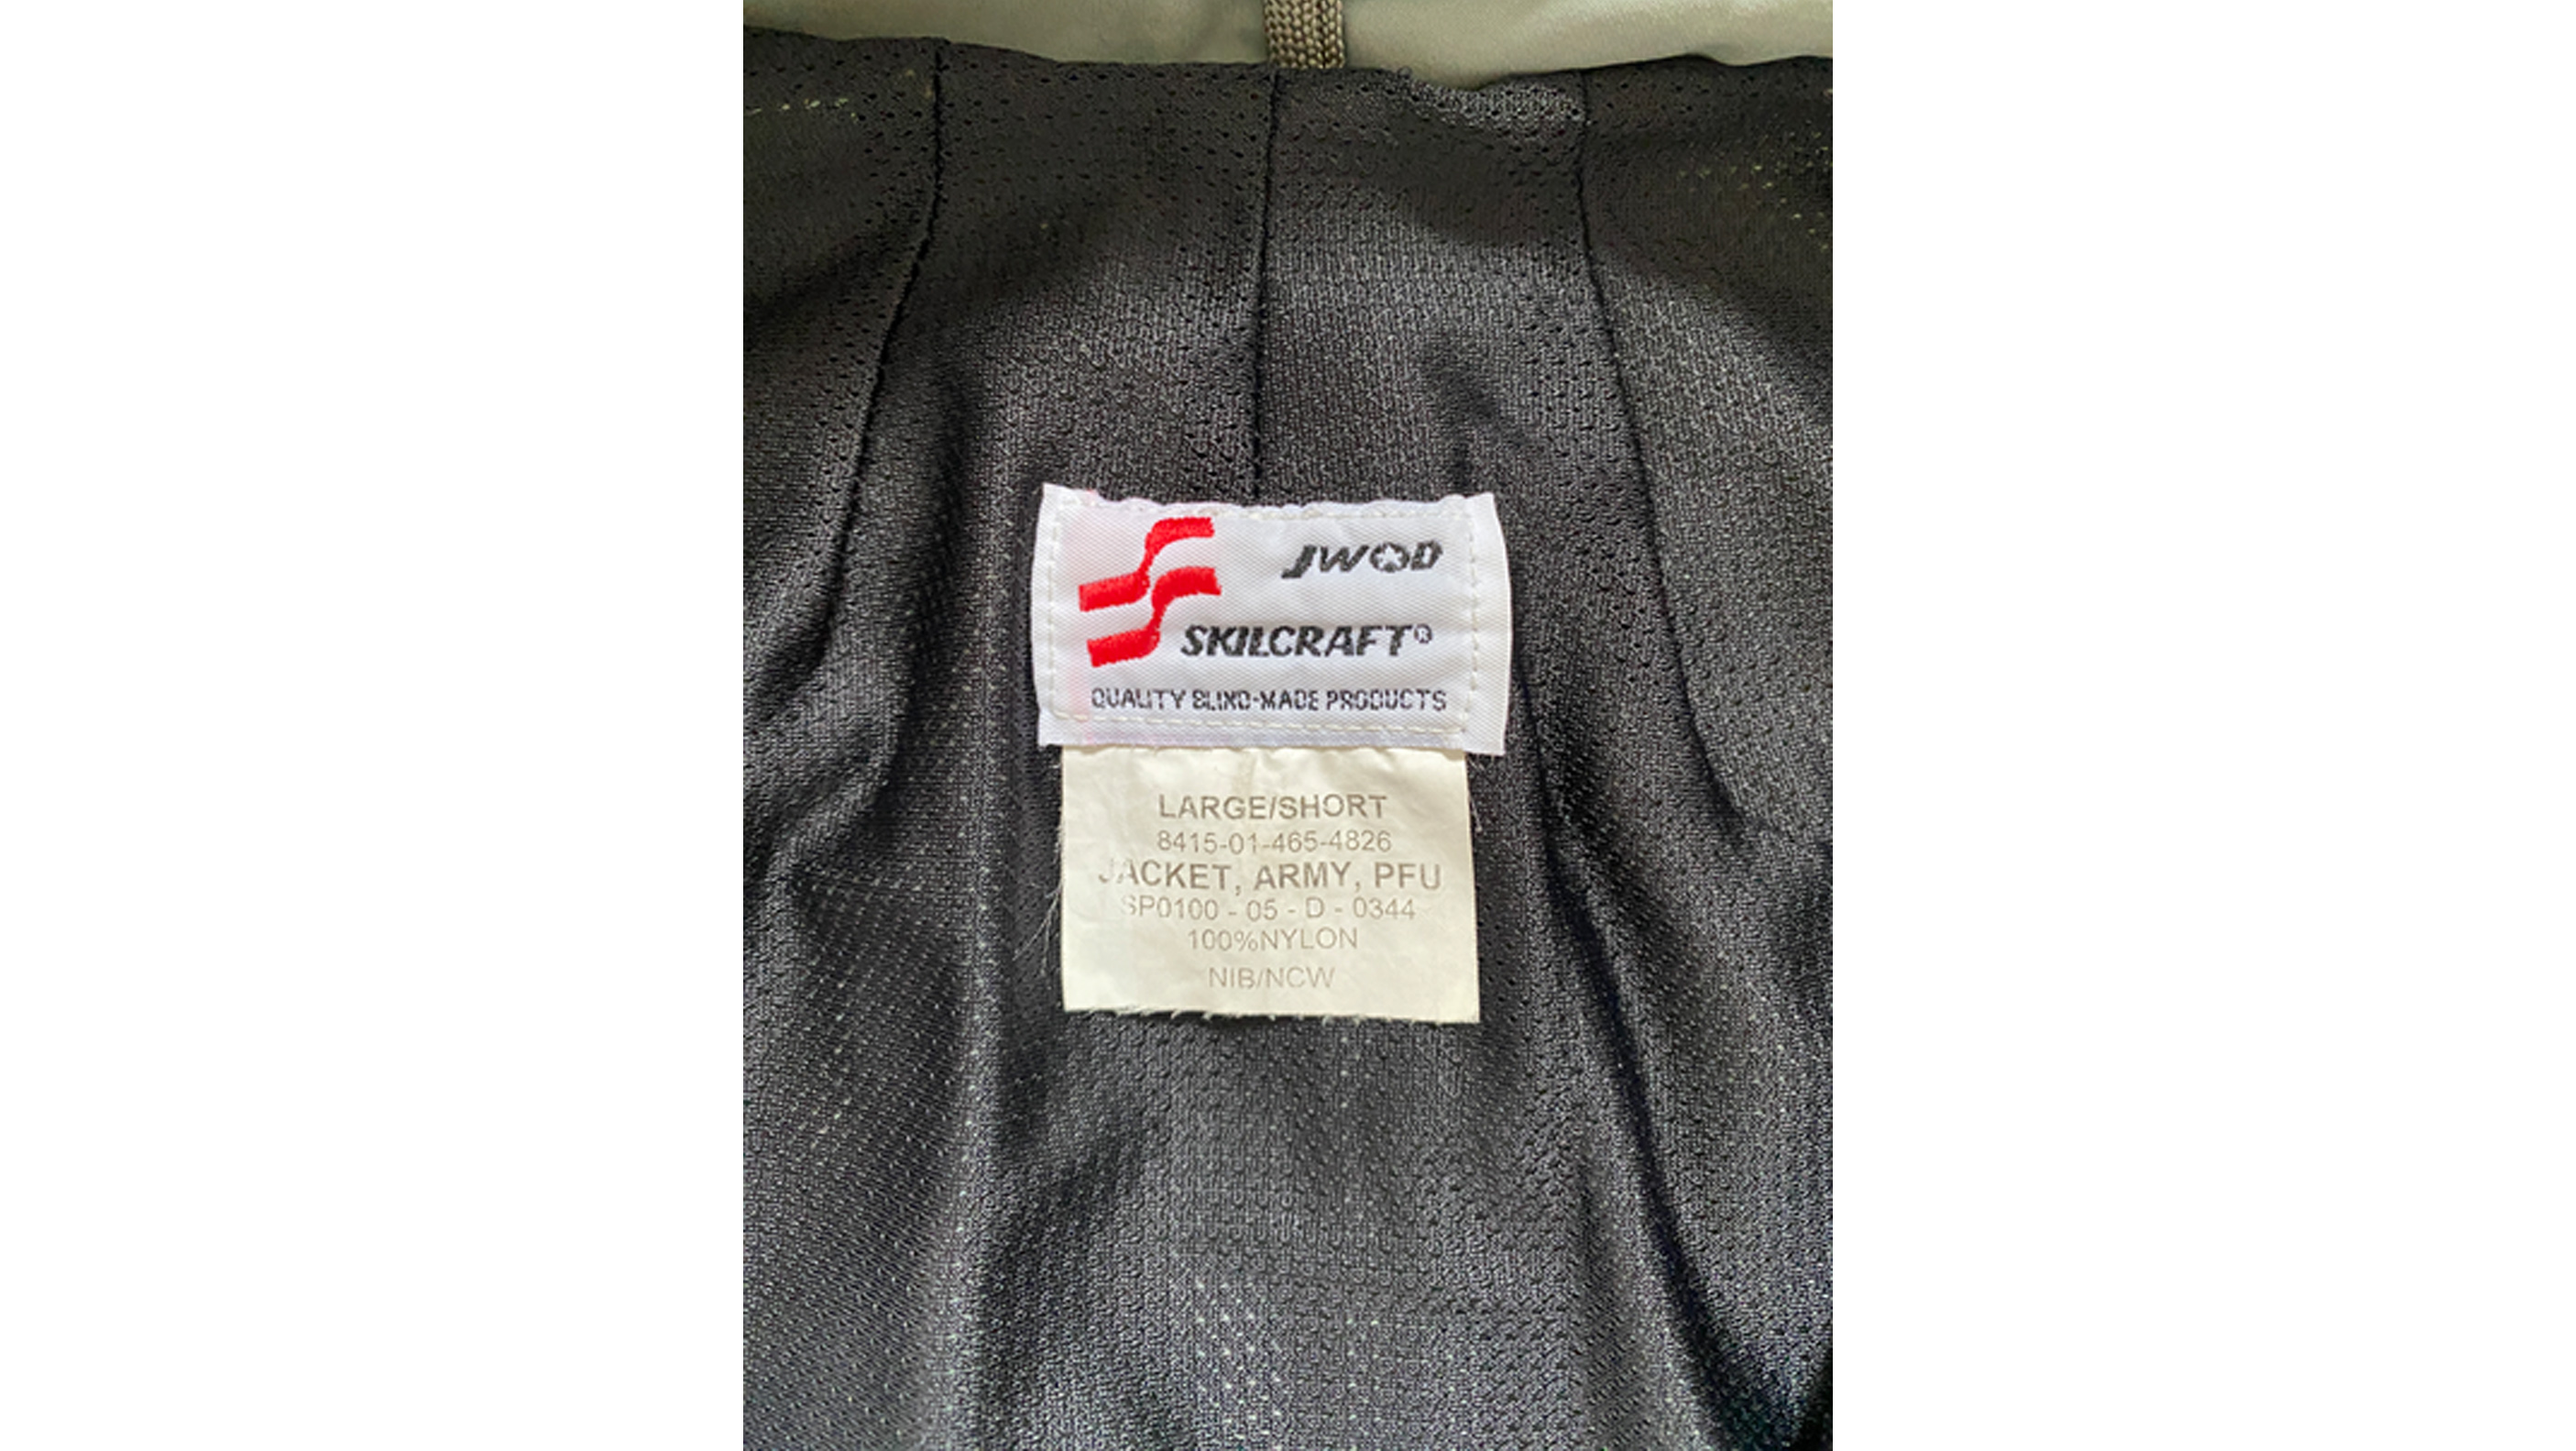 JWOD
SKILCRAFT®
QUALITY BLIND-MADE PRODUCTS
LARGE/SHORT
8415-01-465-4826
JACKET, ARMY, PFU
SP0100 - 05 - D - 0344
100%NYLON
NIB/NCW